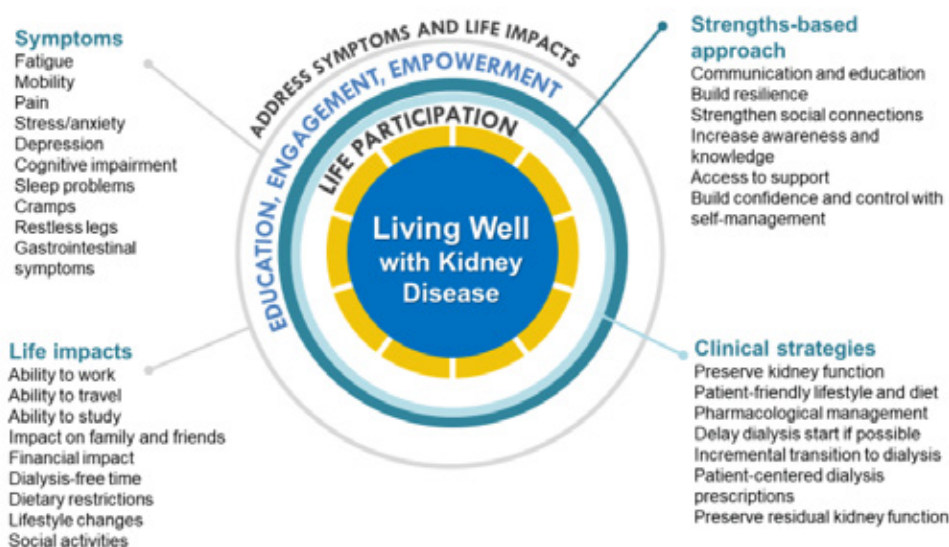 Symptoms
Fatigue
Mobility
Pain
Stress/anxiety
Depression
Cognitive impairment
Sleep problems
Cramps
Restless legs
Gastrointestinal
symptoms
Life impacts
Ability to work
Ability to travel
Ability to study
Impact on family and friends
Financial impact
Dialysis-free time
Dietary restrictions
Lifestyle changes
Social activities
ADDRESS SYMPTOMS AND LIFE IMPACTS
EDUCATION, ENGAGEMENT, EMPOWERMENT
LIFE PARTICIPATION
Living Well
with Kidney
Disease
Strengths-based
approach
Communication and education
Build resilience
Strengthen social connections
Increase awareness and
knowledge
Access to support
Build confidence and control with
self-management
Clinical strategies
Preserve kidney function
Patient-friendly lifestyle and diet
Pharmacological management
Delay dialysis start if possible
Incremental transition to dialysis
Patient-centered dialysis
prescriptions
Preserve residual kidney function